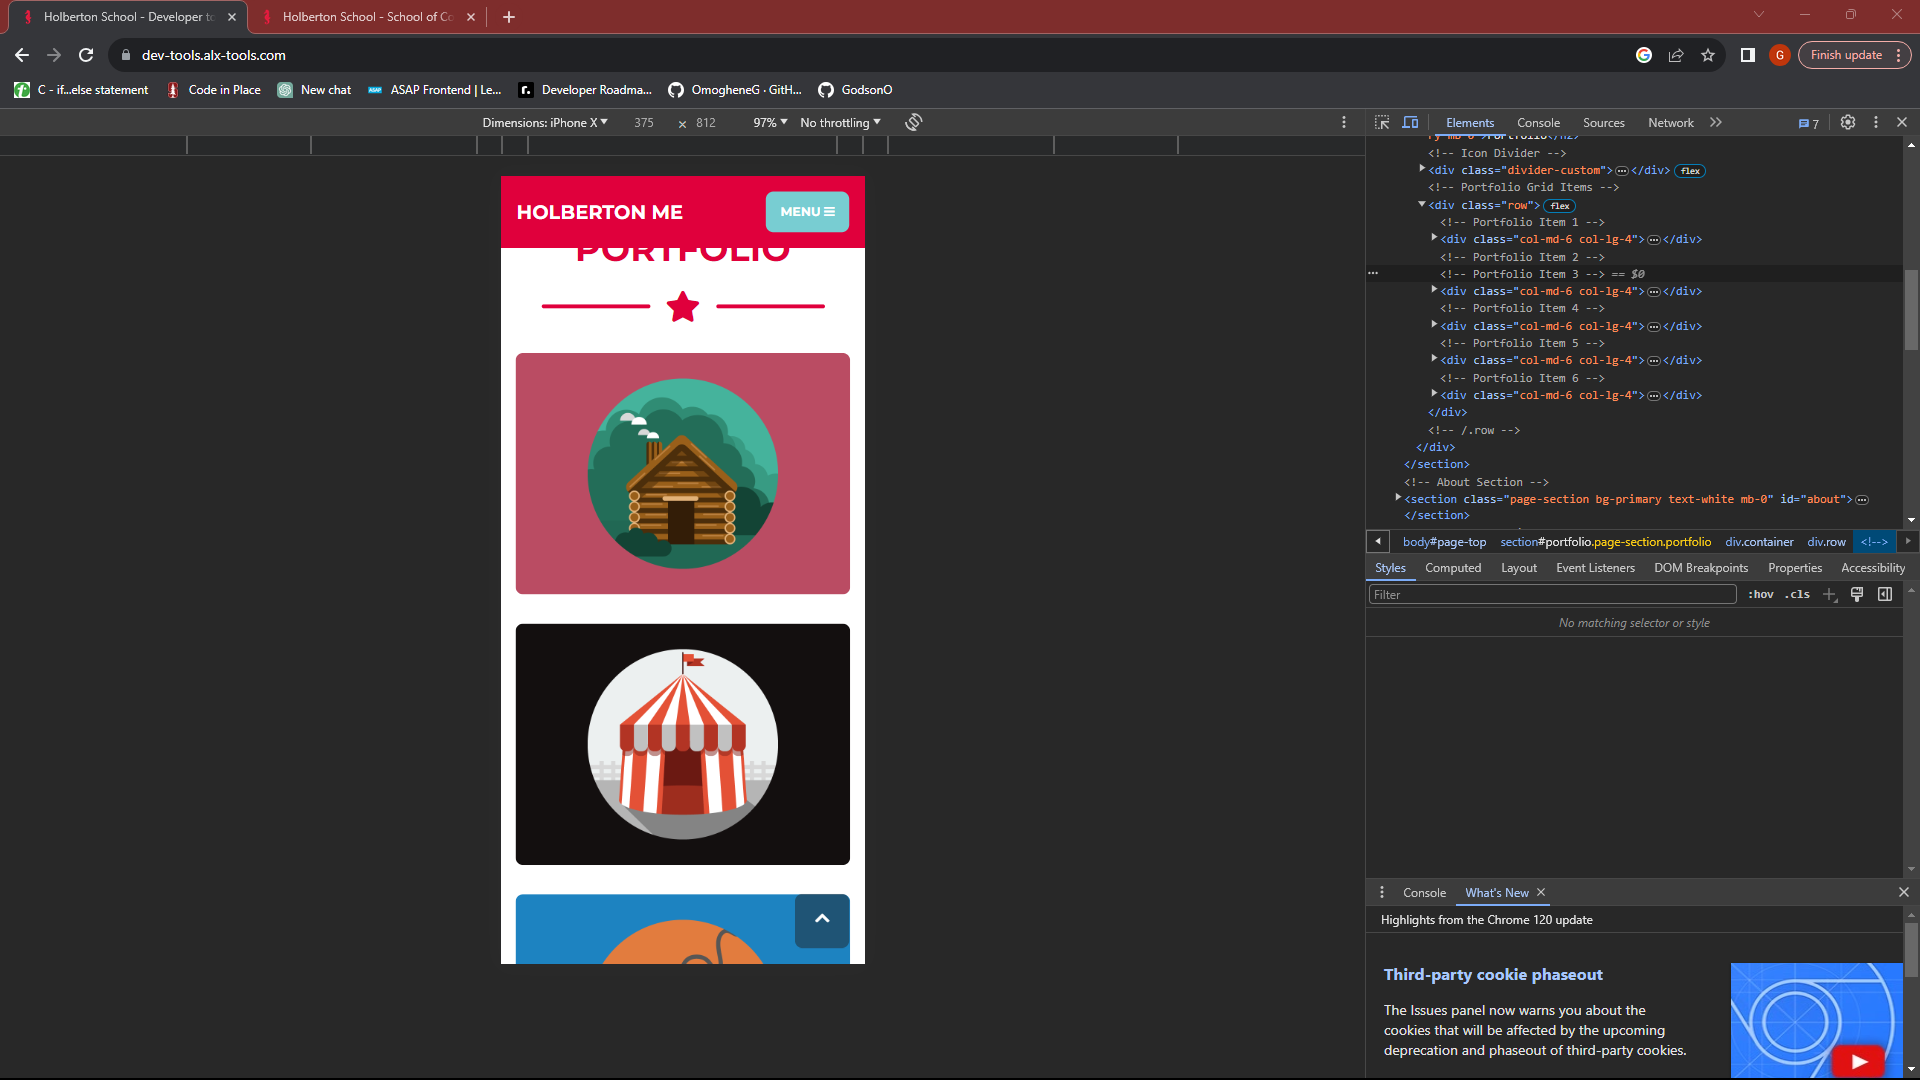 Holberton School - Developer to
Holberton School - School of Co
dev-tools.alx-tools.com
G
Finish update
C - if...else statement
Code in Place
New chat
ASAP Frontend | Le...
Developer Roadma...
OmogheneG · GitH...
GodsonO
Dimensions: iPhone X
375 × 812
97%
No throttling
Elements
Console
Sources
Network
7
HOLBERTON ME
MENU
PORTFOLIO
<!-- Icon Divider -->
<div class="divider-custom"> </div> flex
<!-- Portfolio Grid Items -->
<div class="row"> flex
<!-- Portfolio Item 1 -->
<div class="col-md-6 col-lg-4"> </div>
<!-- Portfolio Item 2 -->
<!-- Portfolio Item 3 --> == $0
<div class="col-md-6 col-lg-4"> </div>
<!-- Portfolio Item 4 -->
<div class="col-md-6 col-lg-4"> </div>
<!-- Portfolio Item 5 -->
<div class="col-md-6 col-lg-4"> </div>
<!-- Portfolio Item 6 -->
<div class="col-md-6 col-lg-4"> </div>
</div>
<!-- /.row -->
</div>
</section>
<!-- About Section -->
<section class="page-section bg-primary text-white mb-0" id="about">
</section>
body#page-top
section#portfolio.page-section.portfolio
div.container
div.row
<!-->
Styles
Computed
Layout
Event Listeners
DOM Breakpoints
Properties
Accessibility
Filter
:hov
.cls
No matching selector or style
Console
What's New
Highlights from the Chrome 120 update
Third-party cookie phaseout
The Issues panel now warns you about the
cookies that will be affected by the upcoming
deprecation and phaseout of third-party cookies.